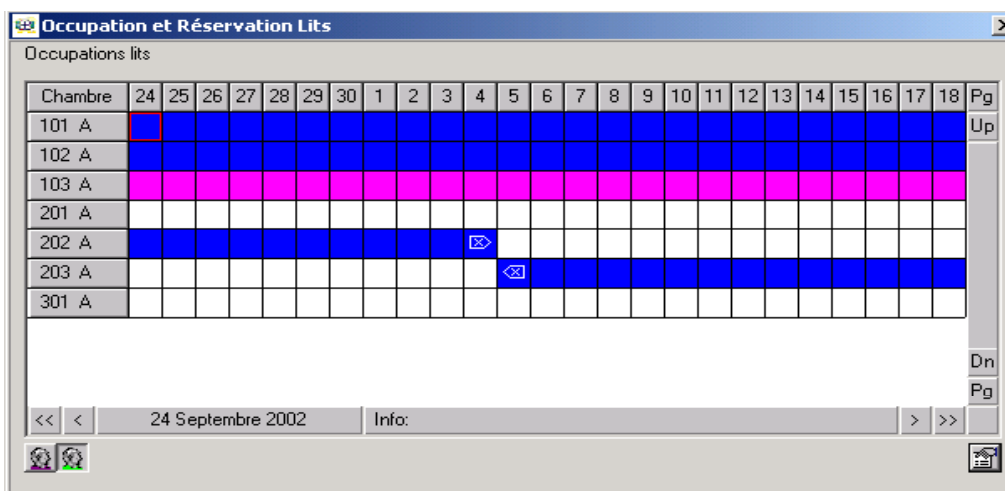 Occupation et Réservation Lits
Occupations lits
Chambre 24 25 26 27 28 29 30 1 2 3 4 5 6 7 8 9 10 11 12 13 14 15 16 17 18 Pg
101 A Up
102 A
103 A
201 A
202 A
203 A
301 A
Dn
Pg
<< < 24 Septembre 2002 Info: > >>